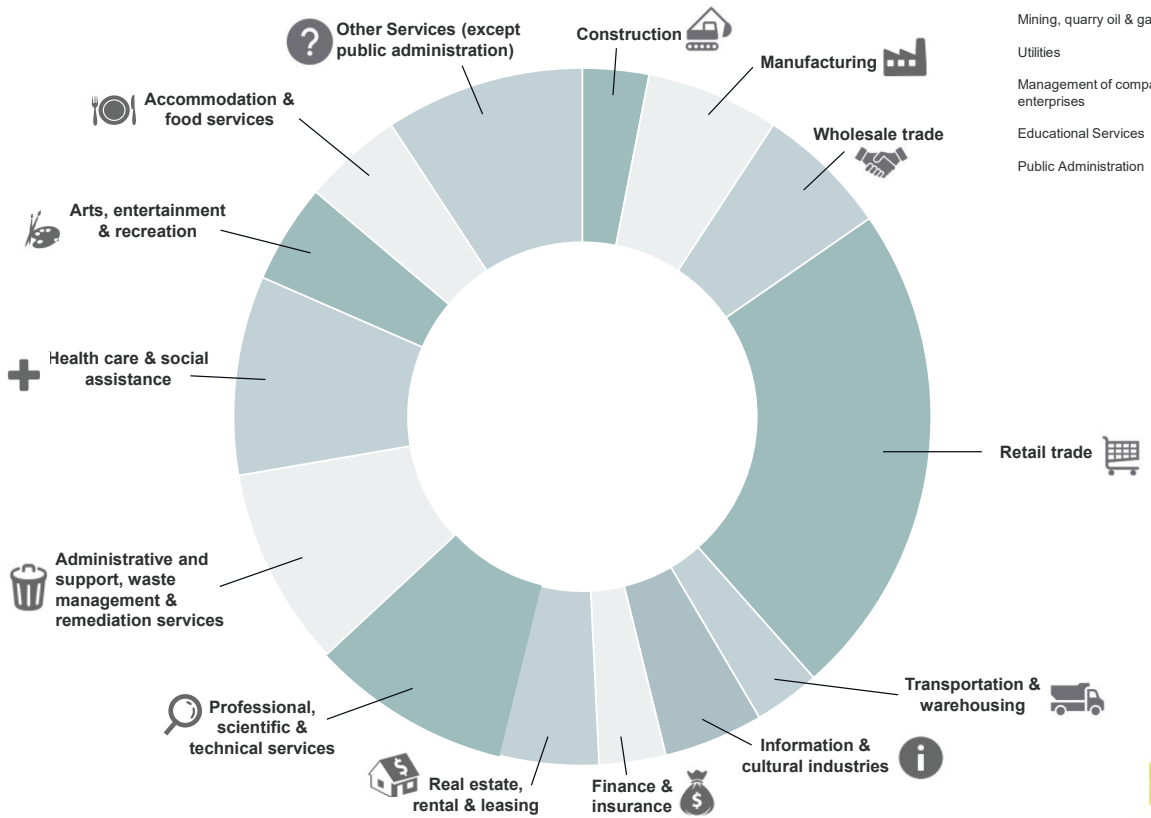 Other Services (except
public administration)
Construction
Manufacturing
Wholesale trade
Retail trade
Transportation &
warehousing
Information &
cultural industries
Finance &
insurance
Real estate,
rental & leasing
Professional,
scientific &
technical services
Administrative and
support, waste
management &
remediation services
Health care & social
assistance
Arts, entertainment
& recreation
Accommodation &
food services
Mining, quarry oil &
Utilities
Management of
enterprises
Educational Services
Public Administration